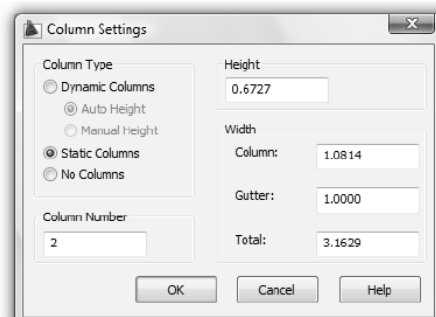 Column Settings
Column Type
Dynamic Columns
Auto Height
Manual Height
Static Columns
No Columns
Column Number
2
Height
0.6727
Width
Column: 1.0814
Gutter: 1.0000
Total: 3.1629
OK Cancel Help